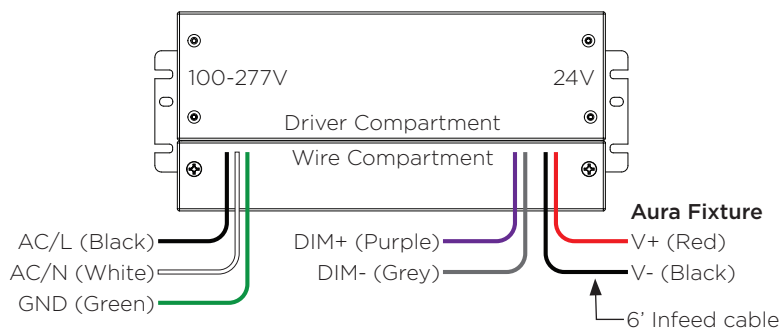 100-277V
24V
Driver Compartment
Wire Compartment
Aura Fixture
AC/L (Black)
DIM+ (Purple)
V+ (Red)
AC/N (White)
DIM- (Grey)
V- (Black)
GND (Green)
6’ Infeed cable